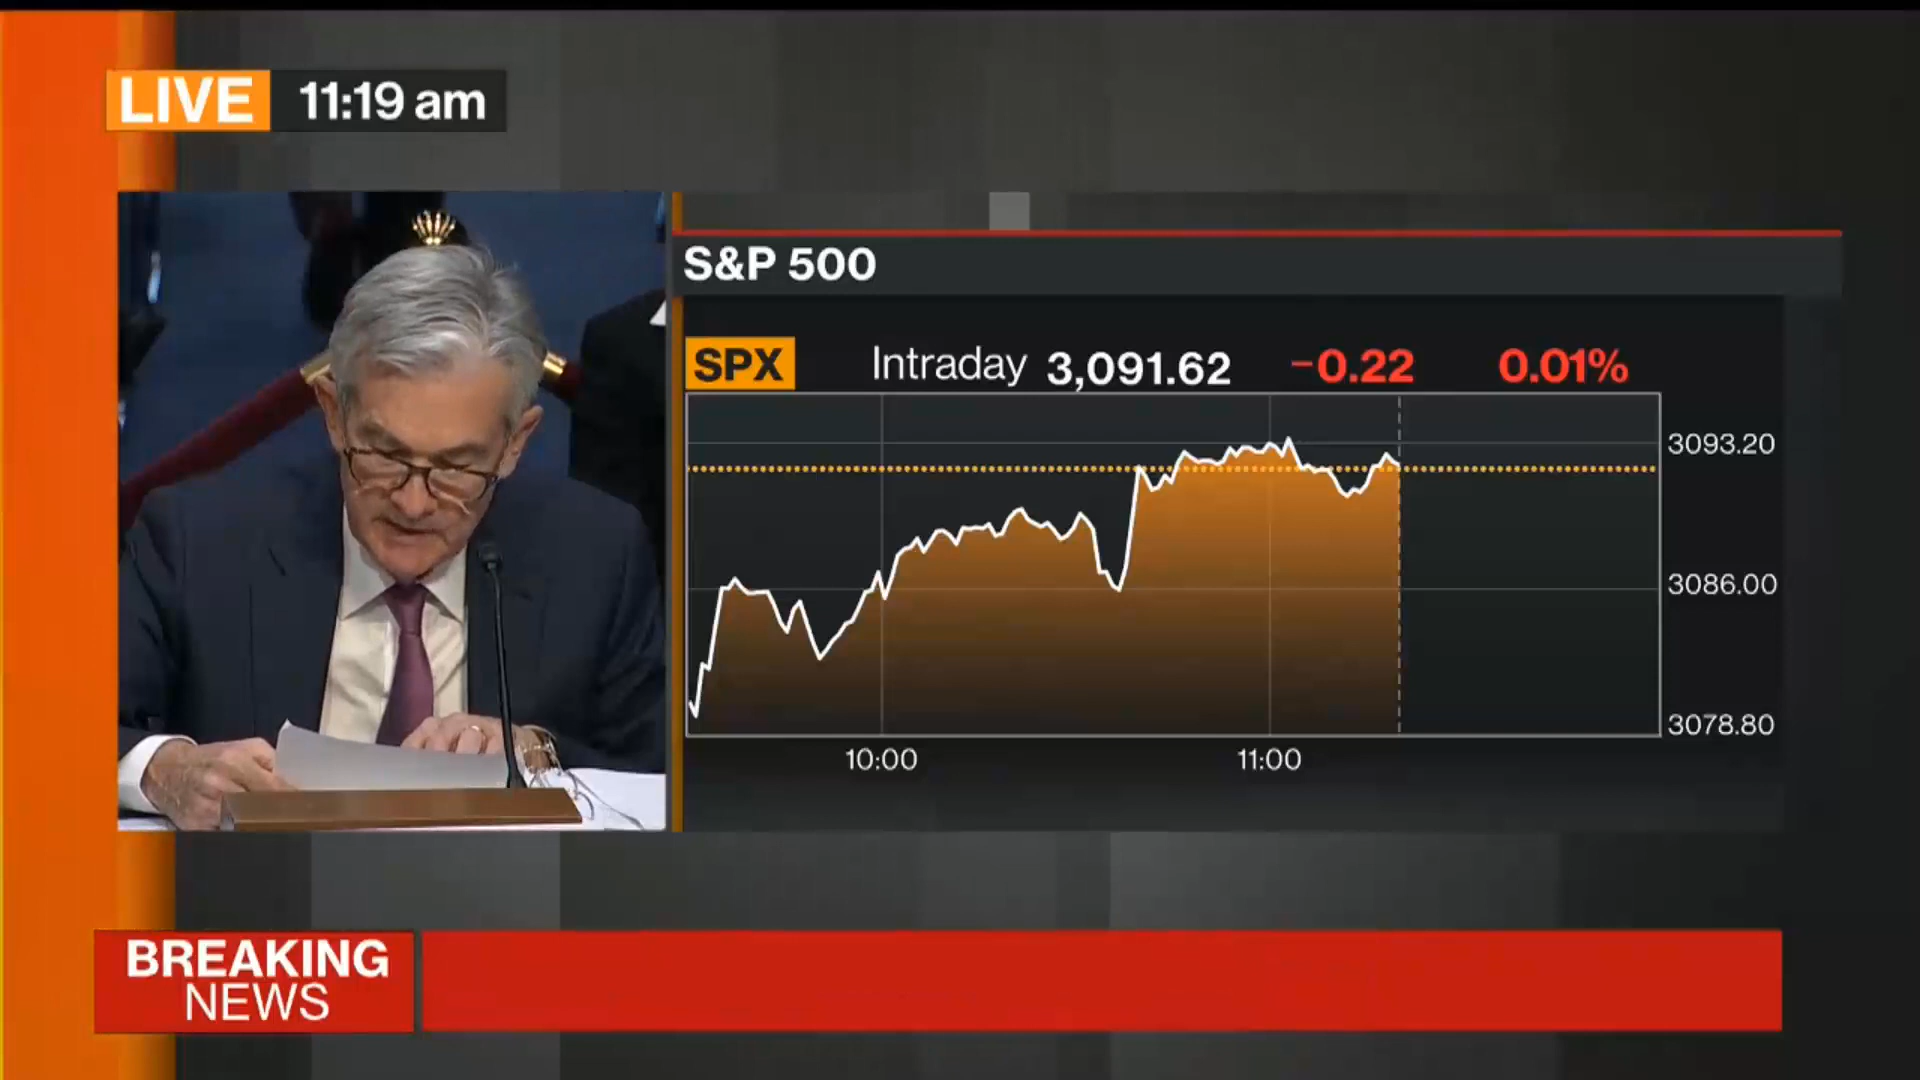 LIVE 11:19 am
S&P 500
SPX Intraday 3,091.62 -0.22 0.01%
3093.20
3086.00
3078.80
10:00 11:00
BREAKING
NEWS